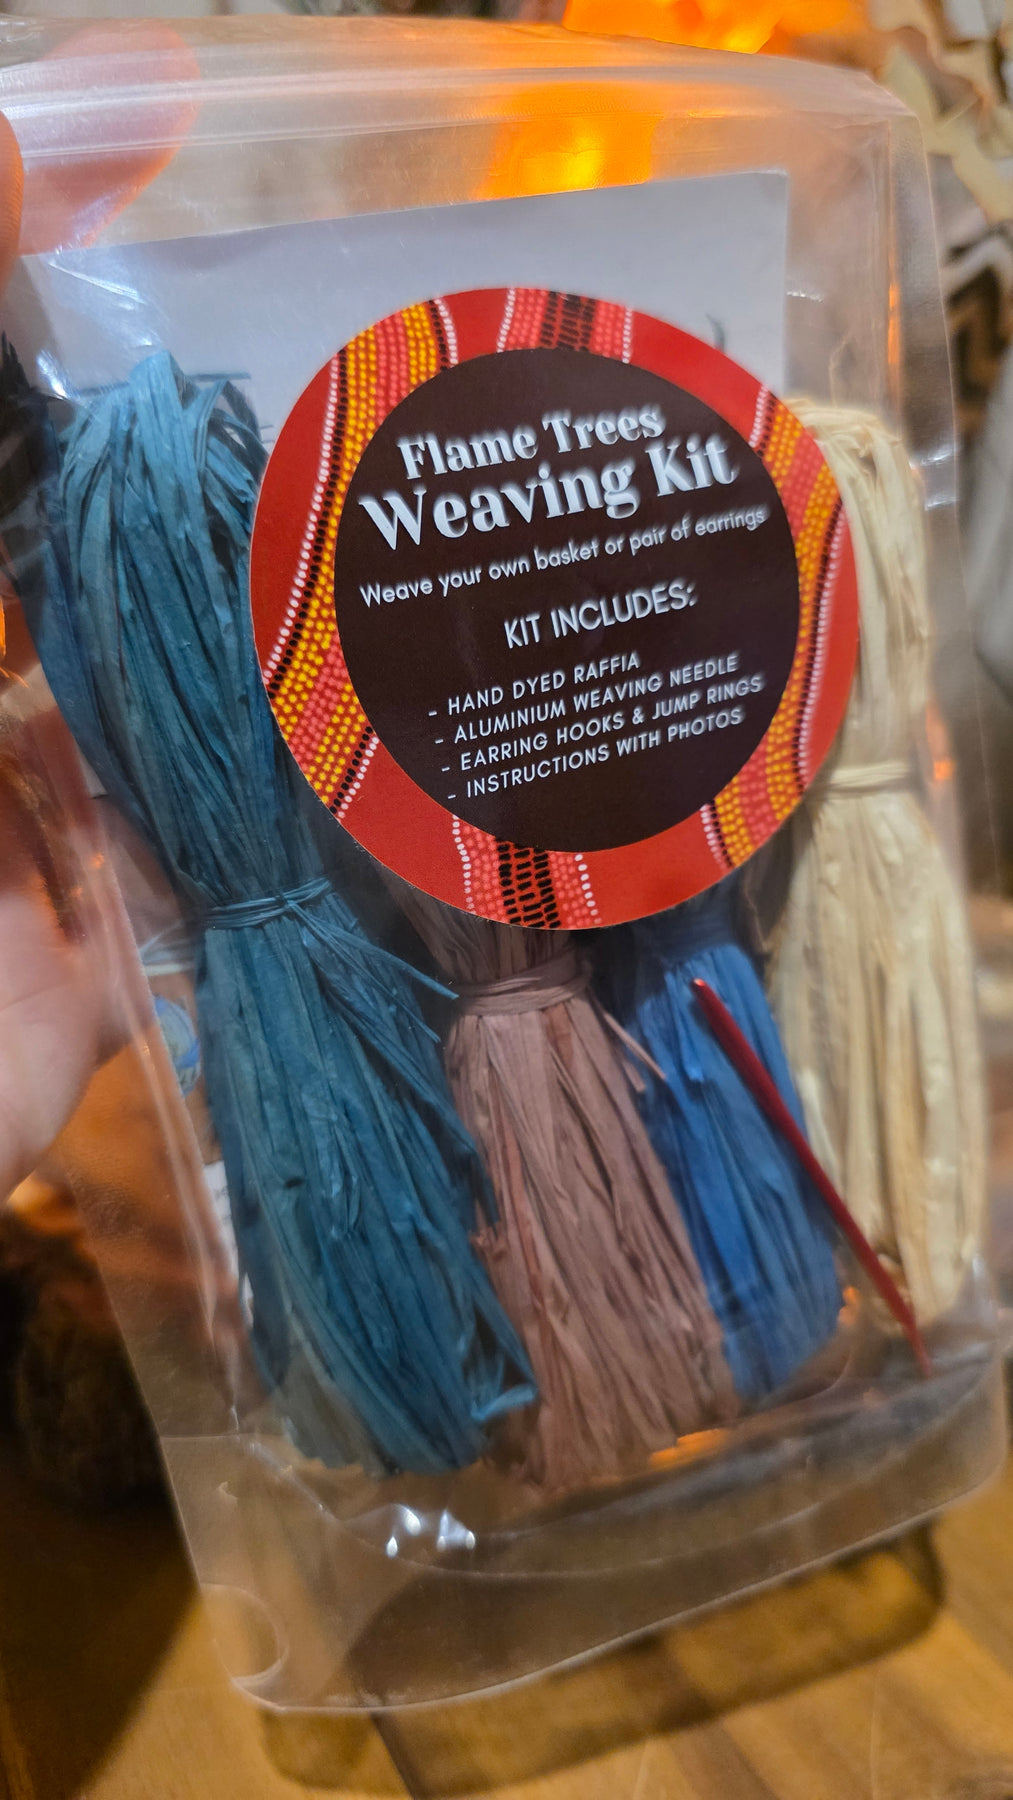 Flame Trees
Weaving Kit
Weave your own basket or pair of earrings
KIT INCLUDES:
- HAND DYED RAFFIA
- ALUMINIUM WEAVING NEEDLE
- EARRING HOOKS & JUMP RINGS
- INSTRUCTIONS WITH PHOTOS